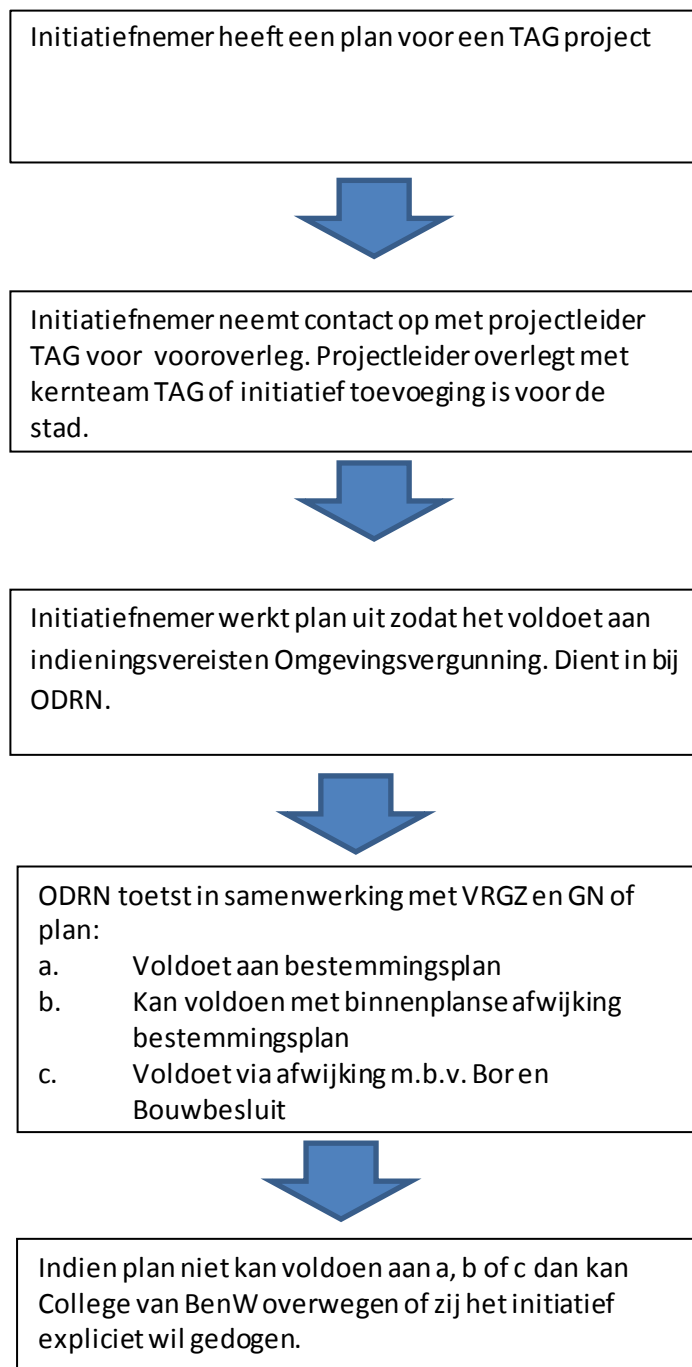 Initiatiefnemer heeft een plan voor een TAG project
Initiatiefnemer neemt contact op met projectleider
TAG voor vooroverleg. Projectleider overlegt met
kernteam TAG of initiatief toevoeging is voor de
stad.
Initiatiefnemer werkt plan uit zodat het voldoet aan
indieningsvereisten Omgevingsvergunning. Dient in bij
ODRN.
ODRN toetst in samenwerking met VRGZ en GN of
plan:
a. Voldoet aan bestemmingsplan
b. Kan voldoen met binnenplanse afwijking
bestemmingsplan
c. Voldoet via afwijking m.b.v. Bor en
Bouwbesluit
Indien plan niet kan voldoen aan a, b of c dan kan
College van BenW overwegen of zij het initiatief
expliciet wil gedogen.